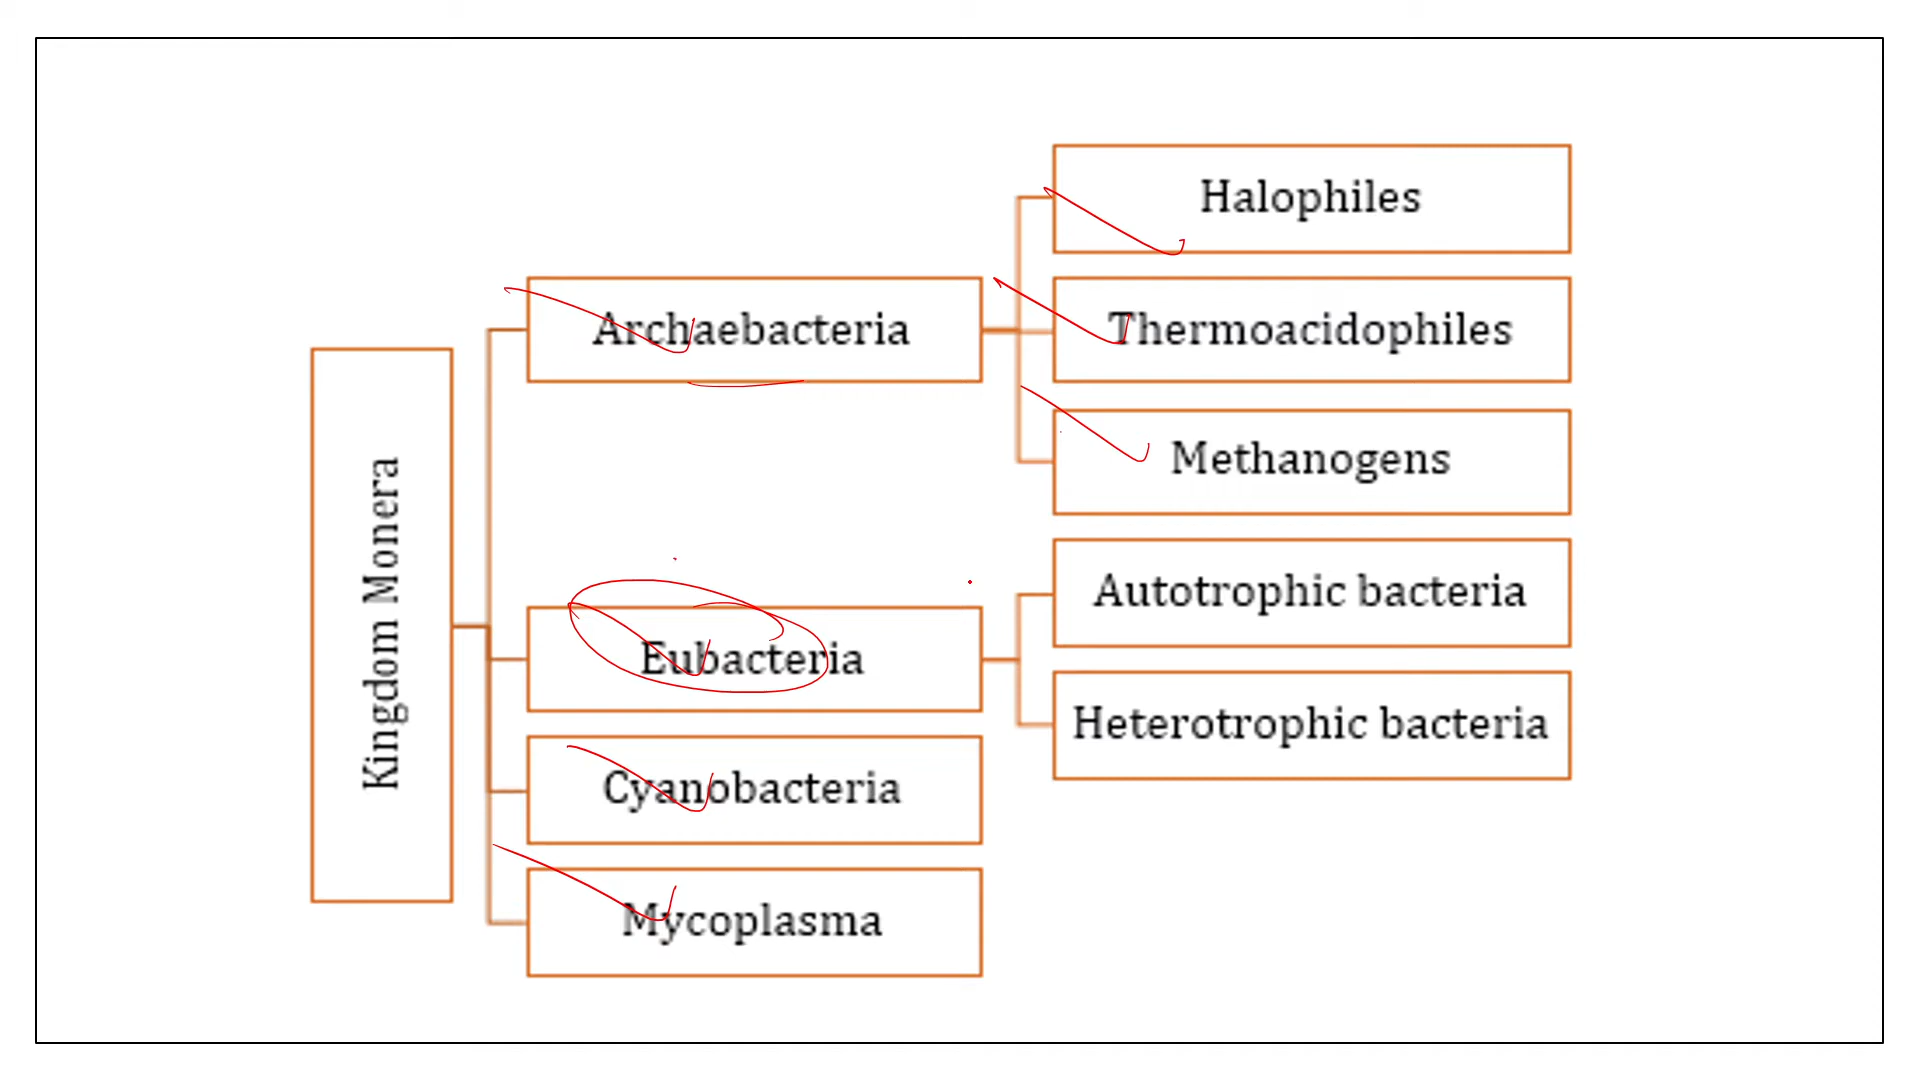 Kingdom Monera
Archaebacteria
Halophiles
Thermoacidophiles
Methanogens
Eubacteria
Autotrophic bacteria
Heterotrophic bacteria
Cyanobacteria
Mycoplasma